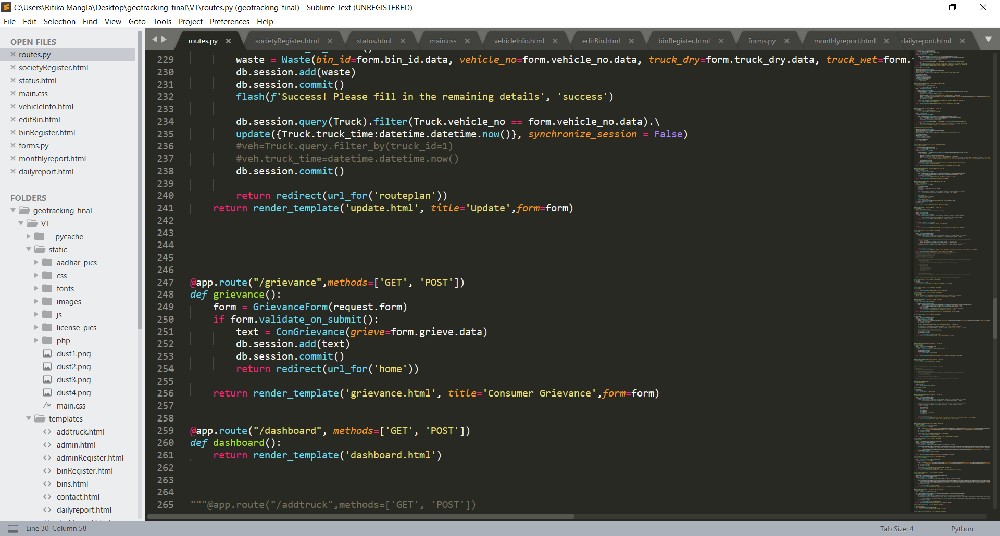 C:\Users\Ritika Mangla\Desktop\geotracking-final\VT\routes.py (geotracking-final) - Sublime Text (UNREGISTERED)
File Edit Selection Find View Goto Tools Project Preferences Help
OPEN FILES
routes.py
societyRegister.html
status.html
main.css
vehicleInfo.html
editBin.html
binRegister.html
forms.py
monthlyreport.html
dailyreport.html
FOLDERS
geotracking-final
VT
__pycache__
static
aadhar_pics
css
fonts
images
js
license_pics
php
dust1.png
dust2.png
dust3.png
dust4.png
/* main.css
templates
<> addtruck.html
<> admin.html
<> adminRegister.html
<> binRegister.html
<> bins.html
<> contact.html
<> dailyreport.html
routes.py societyRegister.html status.html main.css vehicleInfo.html editBin.html binRegister.html forms.py monthlyreport.html dailyreport.html
229 waste = Waste(bin_id=form.bin_id.data, vehicle_no=form.vehicle_no.data, truck_dry=form.truck_dry.data, truck_wet=form.
230 db.session.add(waste)
231 db.session.commit()
232 flash(f'Success! Please fill in the remaining details', 'success')
233
234 db.session.query(Truck).filter(Truck.vehicle_no == form.vehicle_no.data).\
235 update({Truck.truck_time:datetime.datetime.now()}, synchronize_session = False)
236 #veh=Truck.query.filter_by(truck_id=1)
237 #veh.truck_time=datetime.datetime.now()
238 db.session.commit()
239
240 return redirect(url_for('routeplan'))
241 return render_template('update.html', title='Update',form=form)
242
243
244
245
246
247 @app.route("/grievance",methods=['GET', 'POST'])
248 def grievance():
249 form = GrievanceForm(request.form)
250 if form.validate_on_submit():
251 text = ConGrievance(grieve=form.grieve.data)
252 db.session.add(text)
253 db.session.commit()
254 return redirect(url_for('home'))
255
256 return render_template('grievance.html', title='Consumer Grievance',form=form)
257
258
259 @app.route("/dashboard", methods=['GET', 'POST'])
260 def dashboard():
261 return render_template('dashboard.html')
262
263
264
265 """@app.route("/addtruck",methods=['GET', 'POST'])
Line 30, Column 58
Tab Size: 4
Python